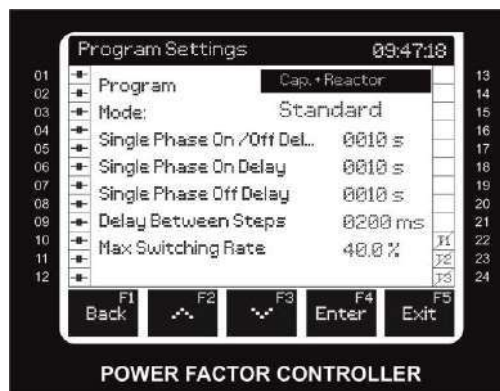 Program Settings 09:47:18
Program Cap.+Reactor
Mode: Standard
Single Phase On /Off Del... 0010 s
Single Phase On Delay 0010 s
Single Phase Off Delay 0010 s
Delay Between Steps 0200 ms
Max Switching Rate 40.0 %
01
02
03
04
05
06
07
08
09
10
11
12
13
14
15
16
17
18
19
20
21
22
23
24
F1 F2 F3 F4 F5
Back Enter Exit
POWER FACTOR CONTROLLER